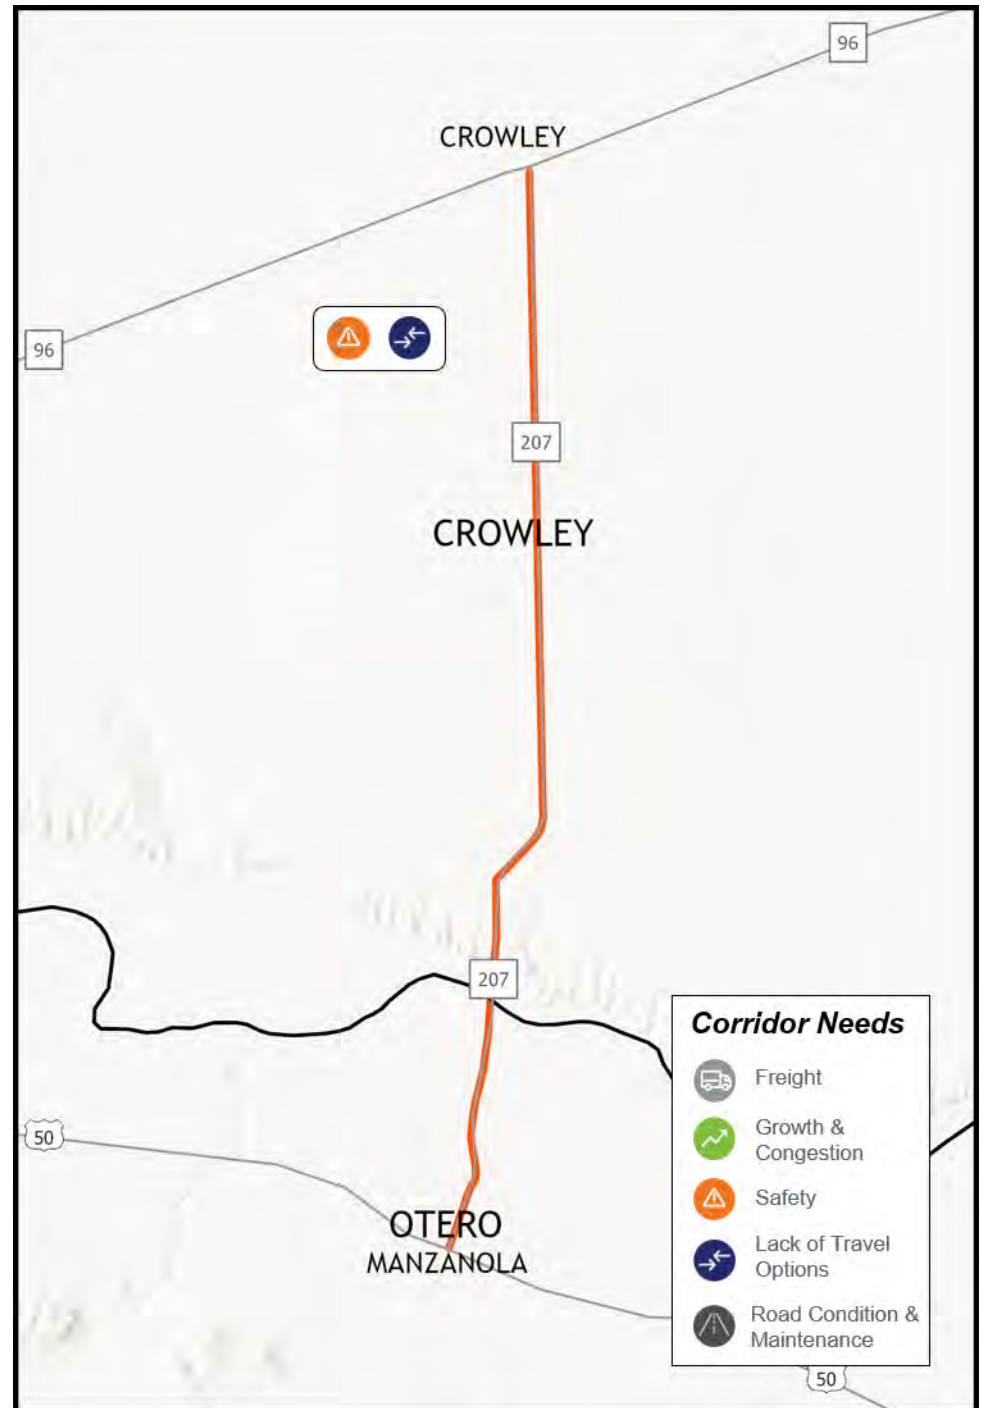 96
CROWLEY
96
207
CROWLEY
207
Corridor Needs
Freight
Growth &
Congestion
Safety
Lack of Travel
Options
Road Condition &
Maintenance
50
OTERO
MANZANOLA
50